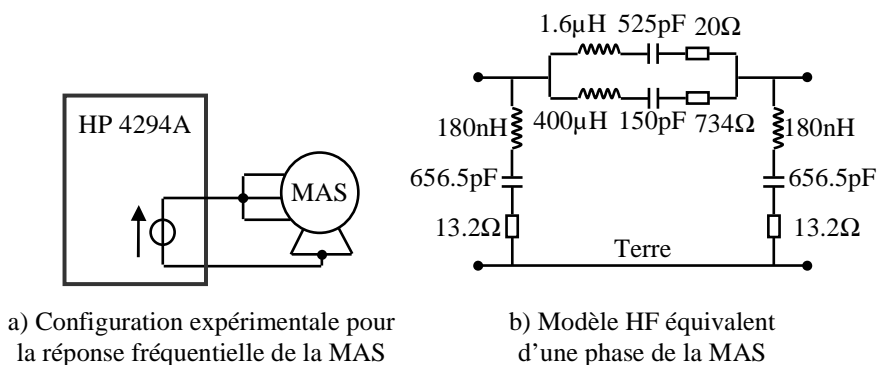 1.6µH 525pF 20Ω
HP 4294A
MAS
400µH 150pF 734Ω
180nH
180nH
656.5pF
656.5pF
13.2Ω
13.2Ω
Terre
a) Configuration expérimentale pour
la réponse fréquentielle de la MAS
b) Modèle HF équivalent
d’une phase de la MAS